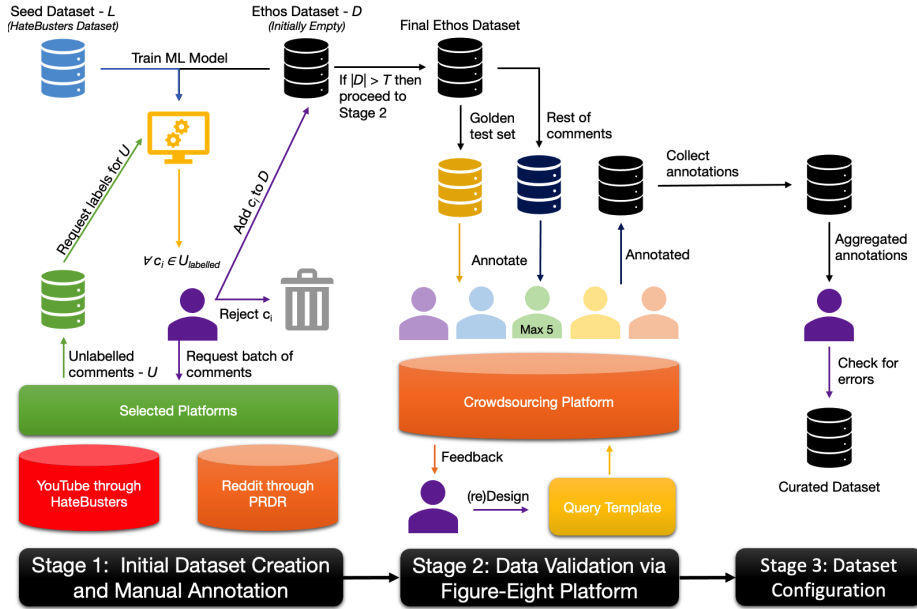 Seed Dataset - L
(HateBusters Dataset)
Ethos Dataset - D
(Initially Empty)
Final Ethos Dataset
Train ML Model
If |D| > T then
proceed to
Stage 2
Golden
test set
Rest of
comments
Collect
annotations
Request labels for U
Add cᵢ to D
∀ cᵢ ∈ U labelled
Annotate
Annotated
Aggregated
annotations
Reject cᵢ
Max 5
Unlabelled
comments - U
Request batch of
comments
Check for
errors
Selected Platforms
Crowdsourcing Platform
Feedback
YouTube through
HateBusters
Reddit through
PRDR
(re)Design
Query Template
Curated Dataset
Stage 1: Initial Dataset Creation
and Manual Annotation
Stage 2: Data Validation via
Figure-Eight Platform
Stage 3: Dataset
Configuration